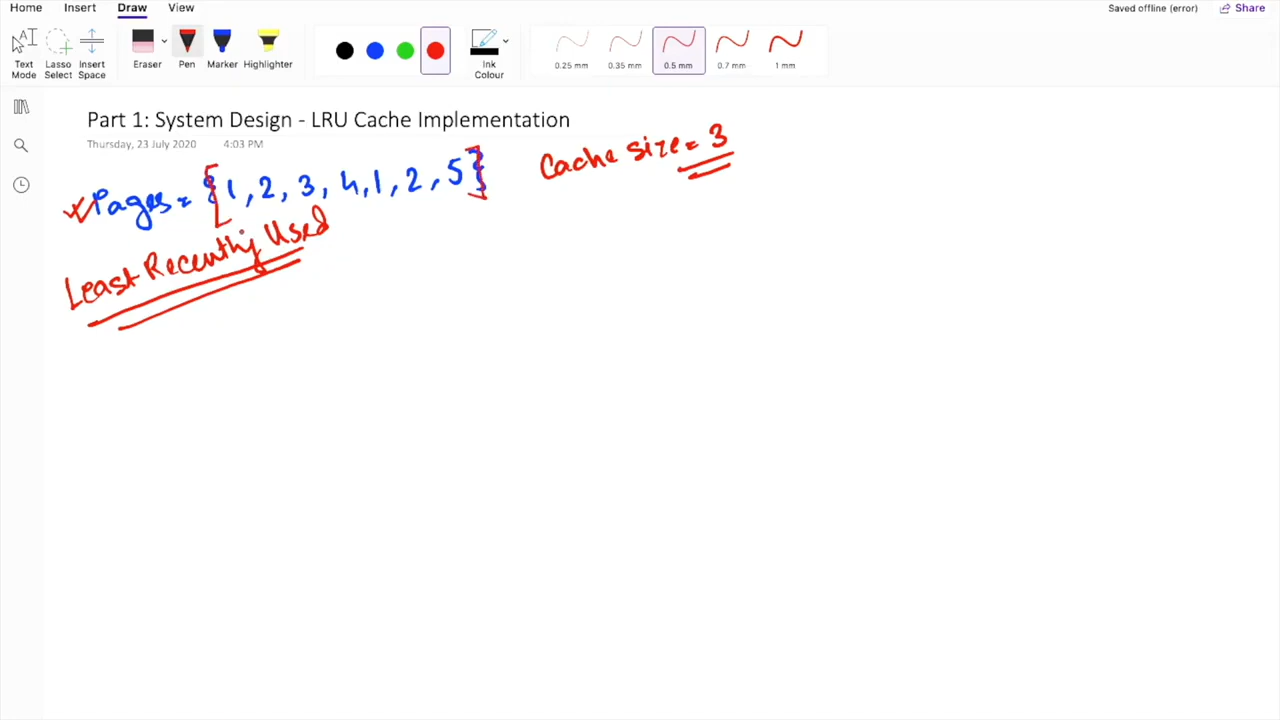 Home Insert Draw View
Saved offline (error) Share
Text Mode
Lasso Select
Insert Space
Eraser
Pen
Marker
Highlighter
Ink Colour
0.25 mm 0.35 mm 0.5 mm 0.7 mm 1 mm
Part 1: System Design - LRU Cache Implementation
Thursday, 23 July 2020 4:03 PM
Cache size = 3
Pages = {1, 2, 3, 4, 1, 2, 5}
Least Recently Used